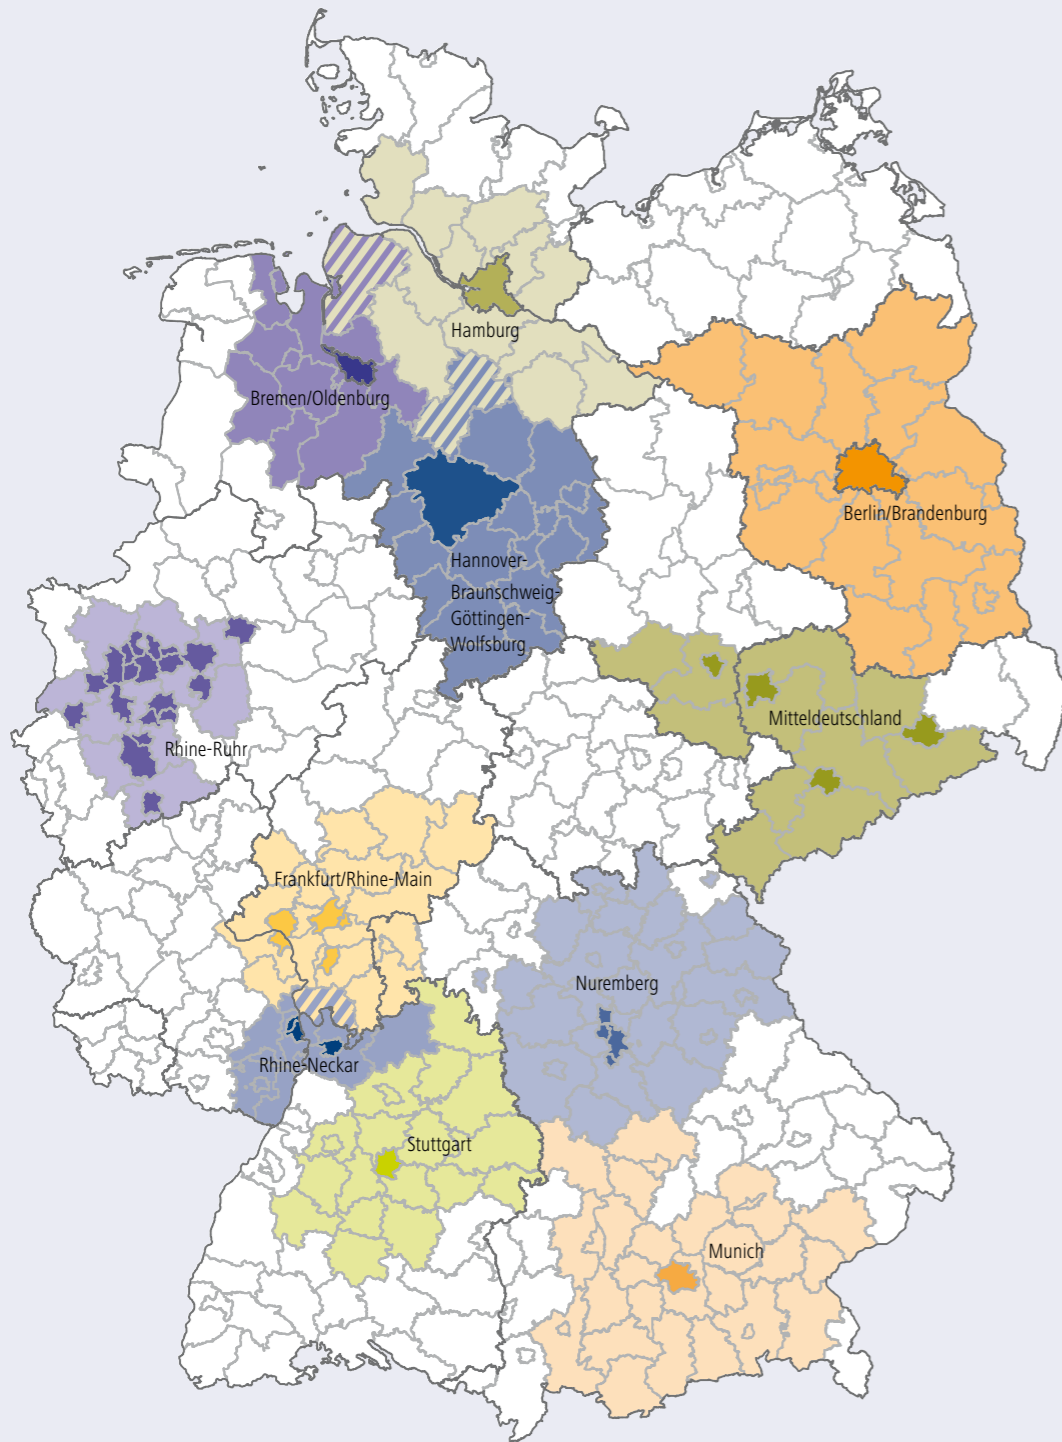 Hamburg
Bremen/Oldenburg
Berlin/Brandenburg
Hannover-
Braunschweig-
Göttingen-
Wolfsburg
Mitteldeutschland
Rhine-Ruhr
Frankfurt/Rhine-Main
Nuremberg
Rhine-Neckar
Stuttgart
Munich